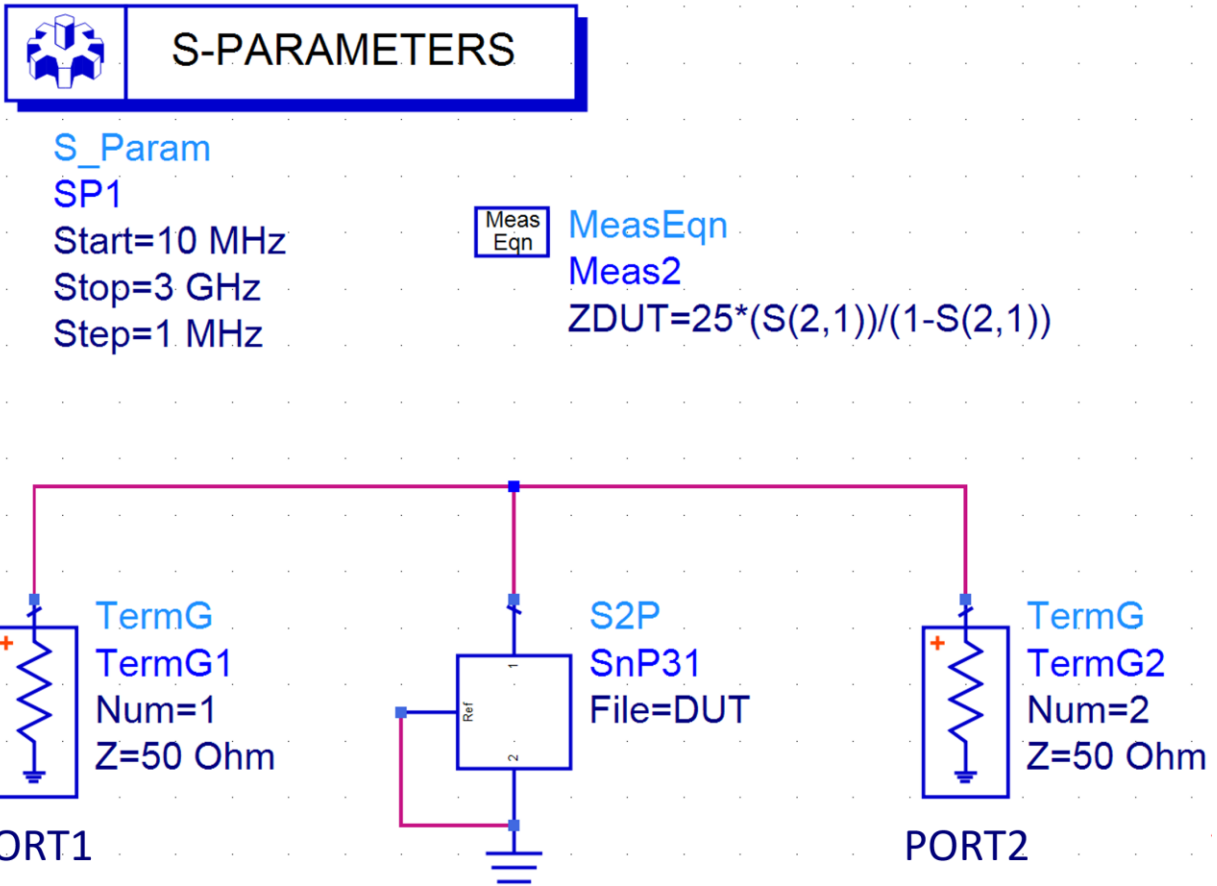 S-PARAMETERS
S_Param
SP1
Start=10 MHz
Stop=3 GHz
Step=1 MHz
Meas
Eqn
MeasEqn
Meas2
ZDUT=25*(S(2,1))/(1-S(2,1))
+
TermG
TermG1
Num=1
Z=50 Ohm
ORT1
1
Ref
2
S2P
SnP31
File=DUT
+
TermG
TermG2
Num=2
Z=50 Ohm
PORT2